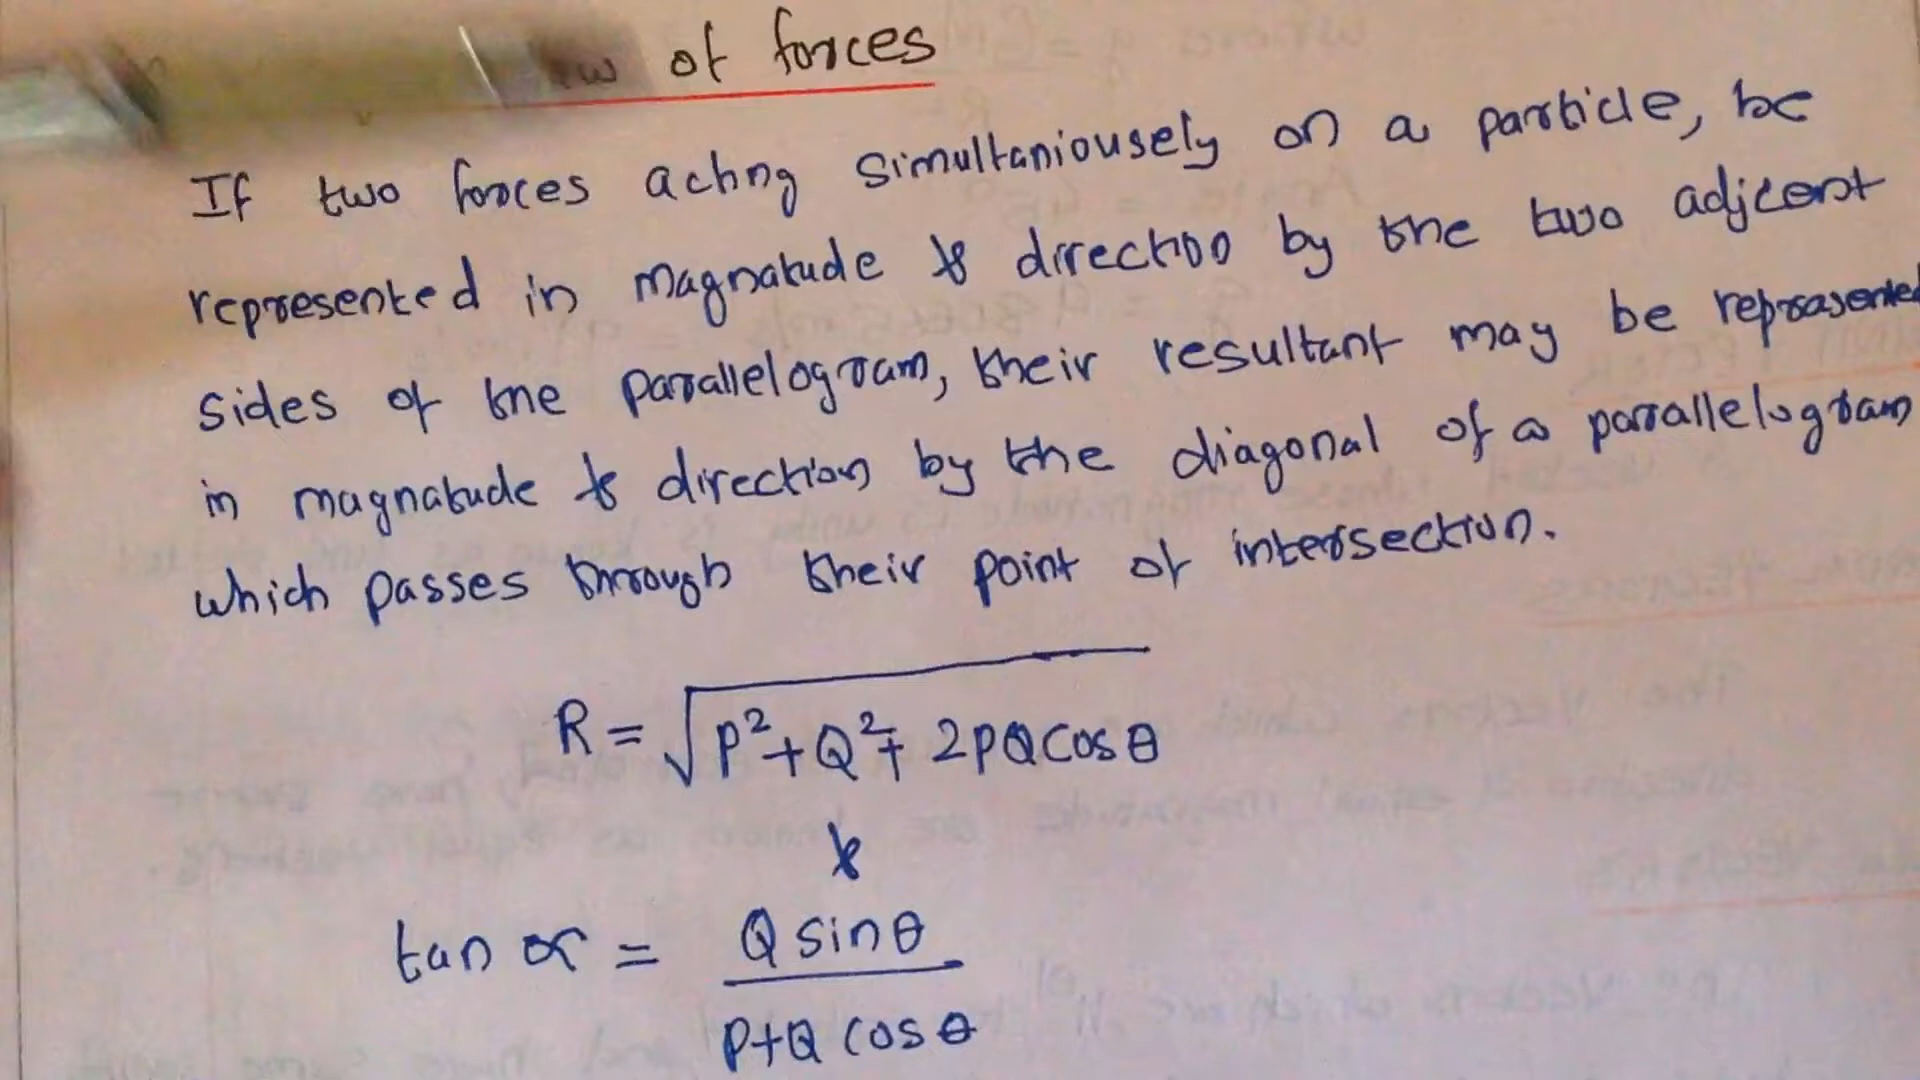 of forces
If two forces acting simultaniousely on a particle, be
represented in magnatude & direction by the two adjcent
sides of the parallelogram, their resultant may be reprasented
in magnatude & direction by the diagonal of a parallelogram
which passes through their point of intersection.
R = √P²+Q²+ 2PQ cos θ
&
tan α = Q sin θ
P+Q cos θ